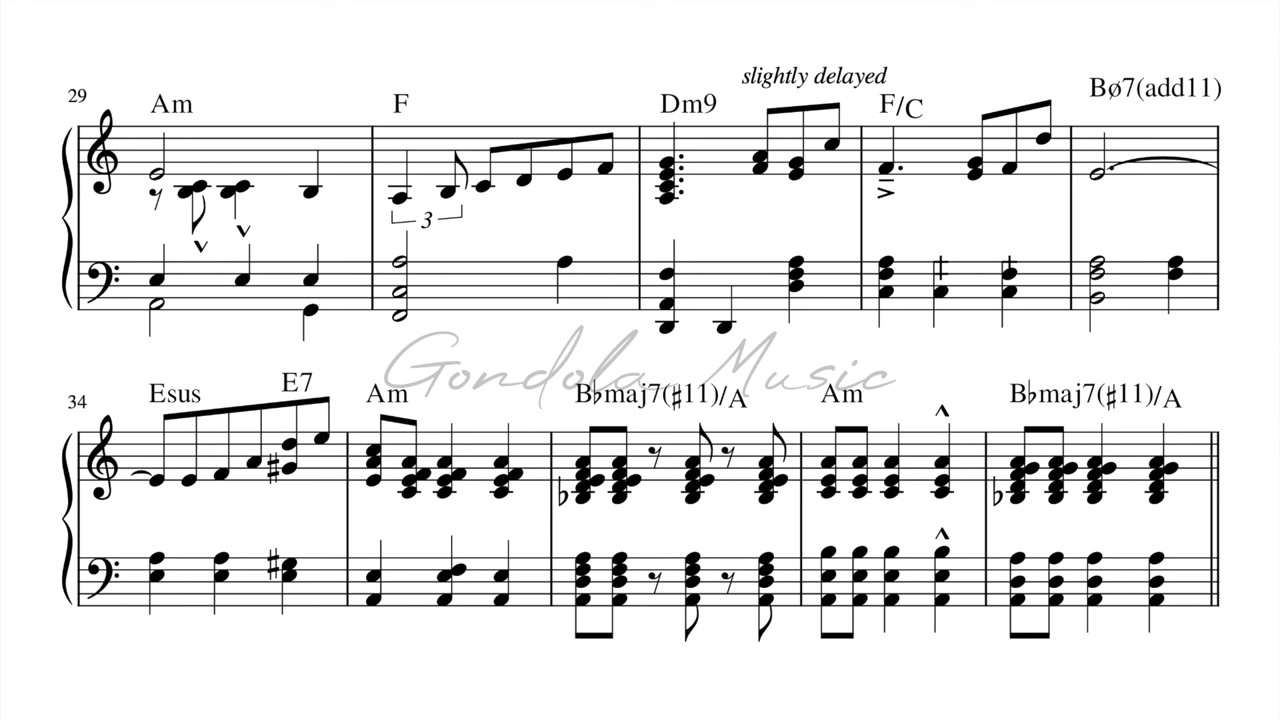 slightly delayed
29 Am F Dm9 F/C Bø7(add11)
3
Gondola Music
34 Esus E7 Am B♭maj7(♯11)/A Am B♭maj7(♯11)/A